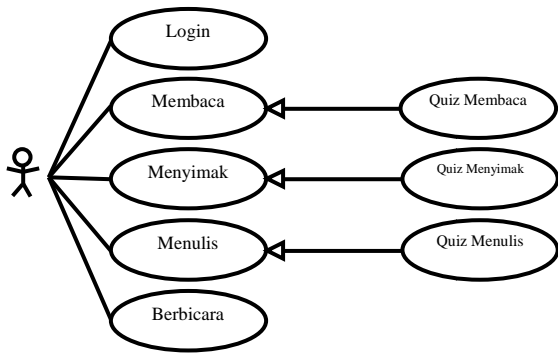 Login
Membaca
Quiz Membaca
Menyimak
Quiz Menyimak
Menulis
Quiz Menulis
Berbicara